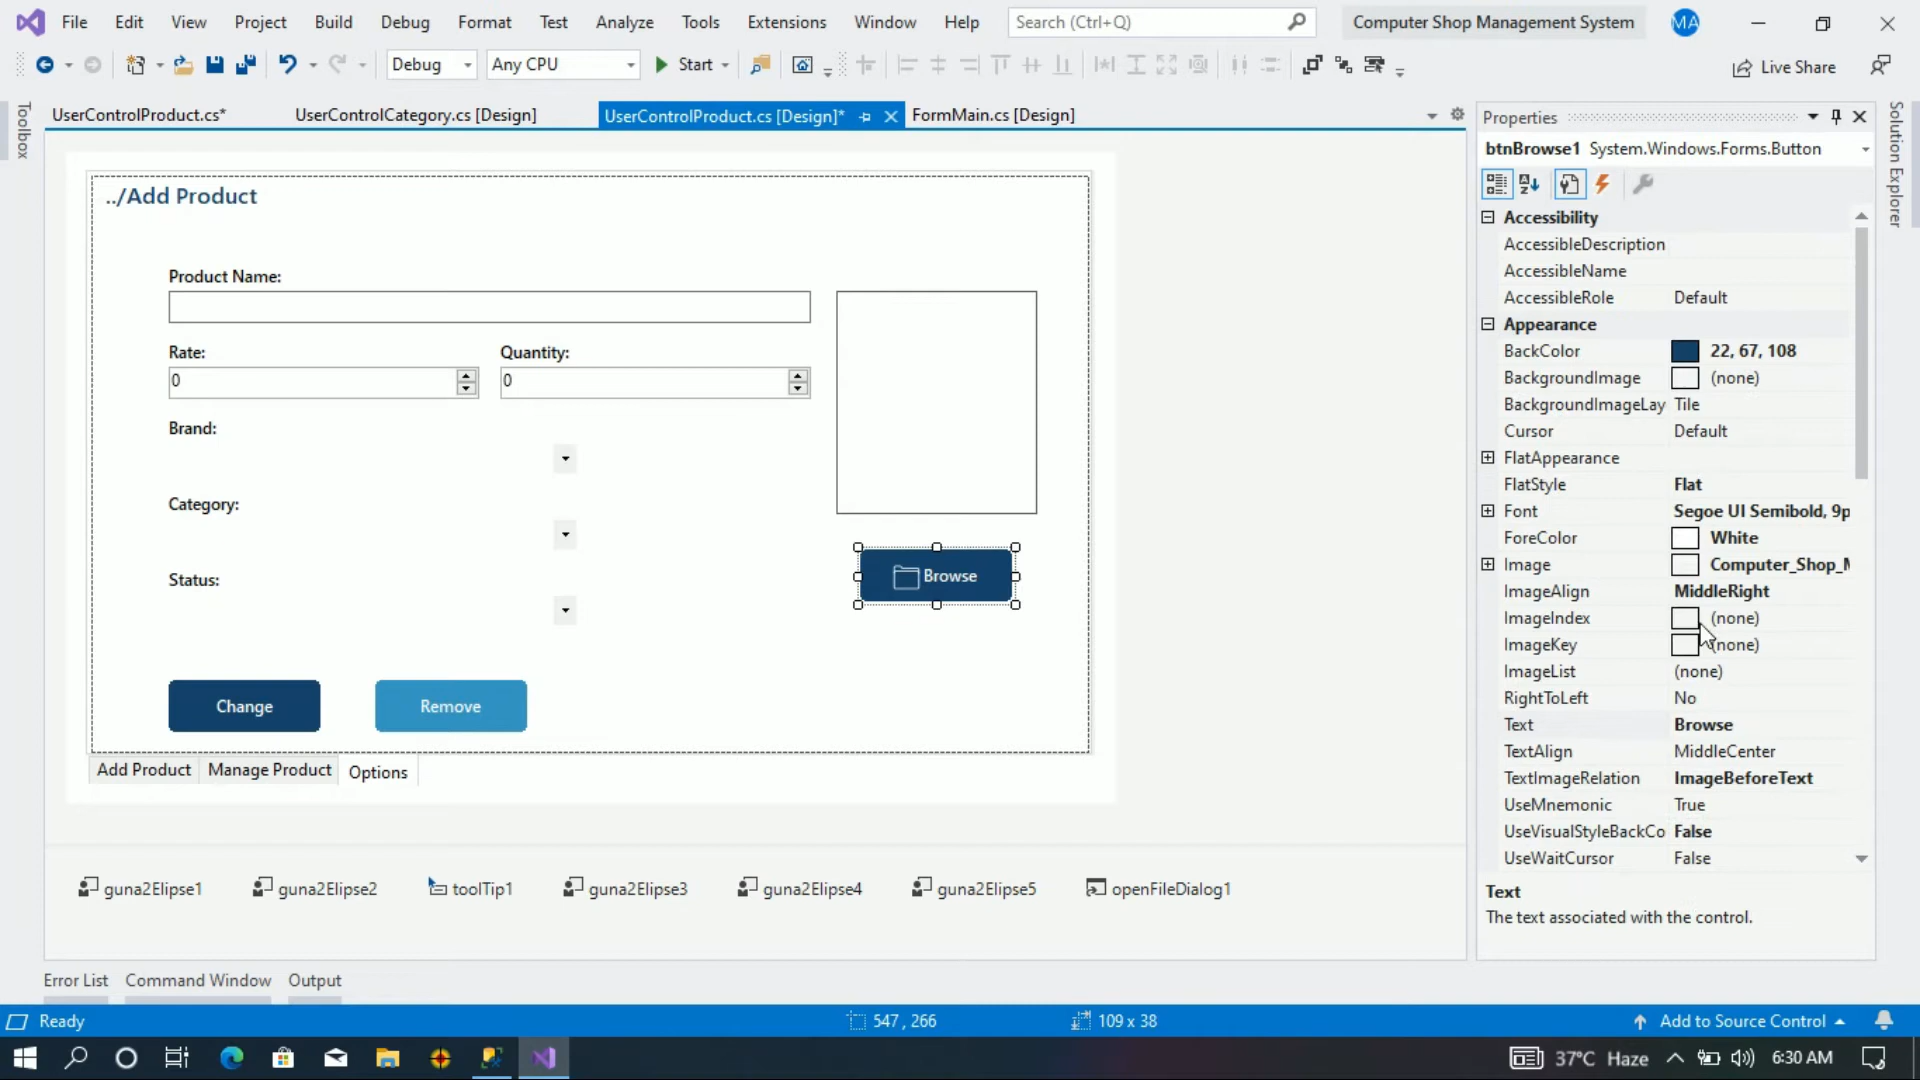 File Edit View Project Build Debug Format Test Analyze Tools Extensions Window Help Search (Ctrl+Q) Computer Shop Management System MA
Debug Any CPU Start Live Share
Toolbox
UserControlProduct.cs* UserControlCategory.cs [Design] UserControlProduct.cs [Design]* FormMain.cs [Design]
../Add Product
Product Name:
Rate: Quantity:
0 0
Brand:
Category:
Status:
Browse
Change Remove
Add Product Manage Product Options
guna2Elipse1 guna2Elipse2 toolTip1 guna2Elipse3 guna2Elipse4 guna2Elipse5 openFileDialog1
Error List Command Window Output
Properties
btnBrowse1 System.Windows.Forms.Button
Accessibility
AccessibleDescription
AccessibleName
AccessibleRole Default
Appearance
BackColor 22, 67, 108
BackgroundImage (none)
BackgroundImageLay Tile
Cursor Default
FlatAppearance
FlatStyle Flat
Font Segoe UI Semibold, 9p
ForeColor White
Image Computer_Shop_M
ImageAlign MiddleRight
ImageIndex (none)
ImageKey (none)
ImageList (none)
RightToLeft No
Text Browse
TextAlign MiddleCenter
TextImageRelation ImageBeforeText
UseMnemonic True
UseVisualStyleBackCo False
UseWaitCursor False
Text
The text associated with the control.
Solution Explorer
Ready 547 , 266 109 x 38 Add to Source Control
37°C Haze 6:30 AM